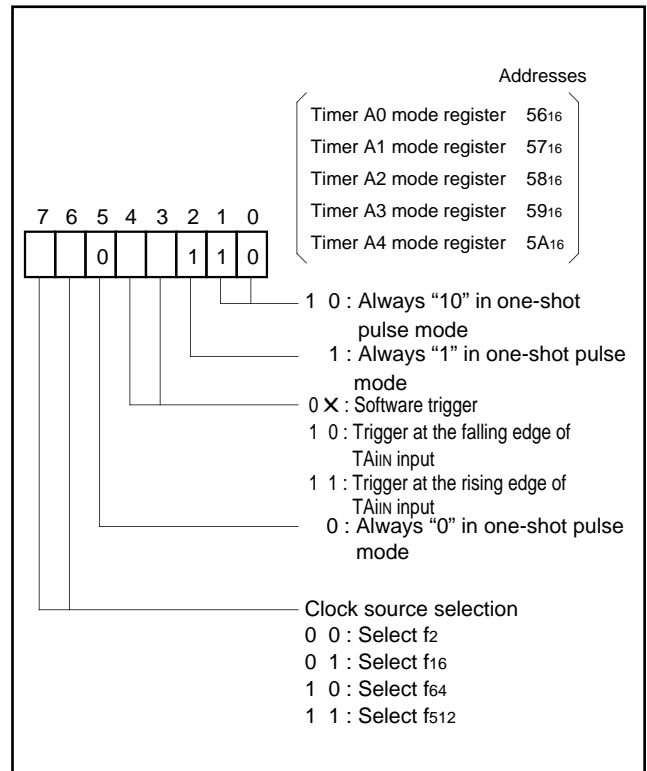 Addresses
Timer A0 mode register 5616
Timer A1 mode register 5716
Timer A2 mode register 5816
Timer A3 mode register 5916
Timer A4 mode register 5A16
7 6 5 4 3 2 1 0
0 1 1 0
1 0 : Always “10” in one-shot
pulse mode
1 : Always “1” in one-shot pulse
mode
0 ✕ : Software trigger
1 0 : Trigger at the falling edge of
TAiIN input
1 1 : Trigger at the rising edge of
TAiIN input
0 : Always “0” in one-shot pulse
mode
Clock source selection
0 0 : Select f2
0 1 : Select f16
1 0 : Select f64
1 1 : Select f512